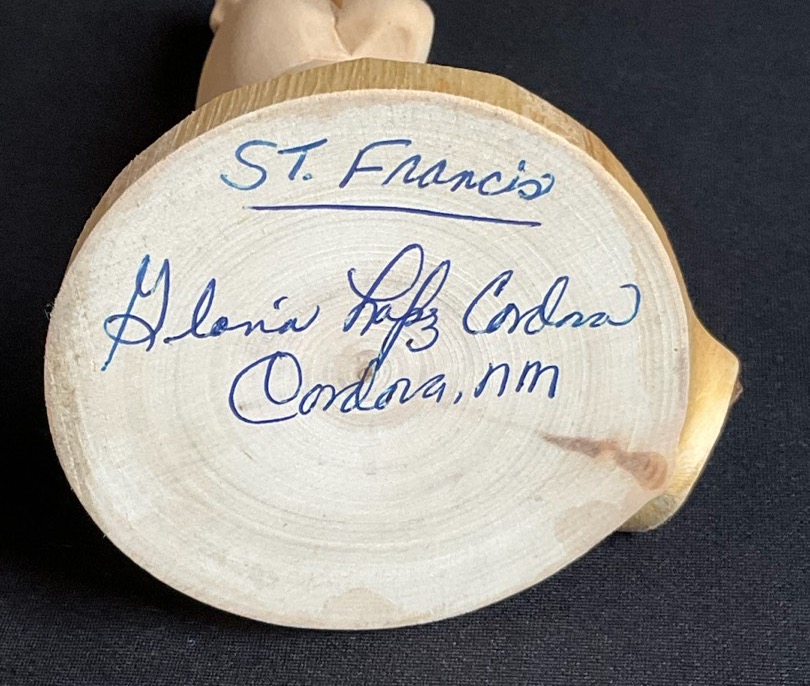 ST. Francis
Gloria Lopez Cordova
Cordova, nm